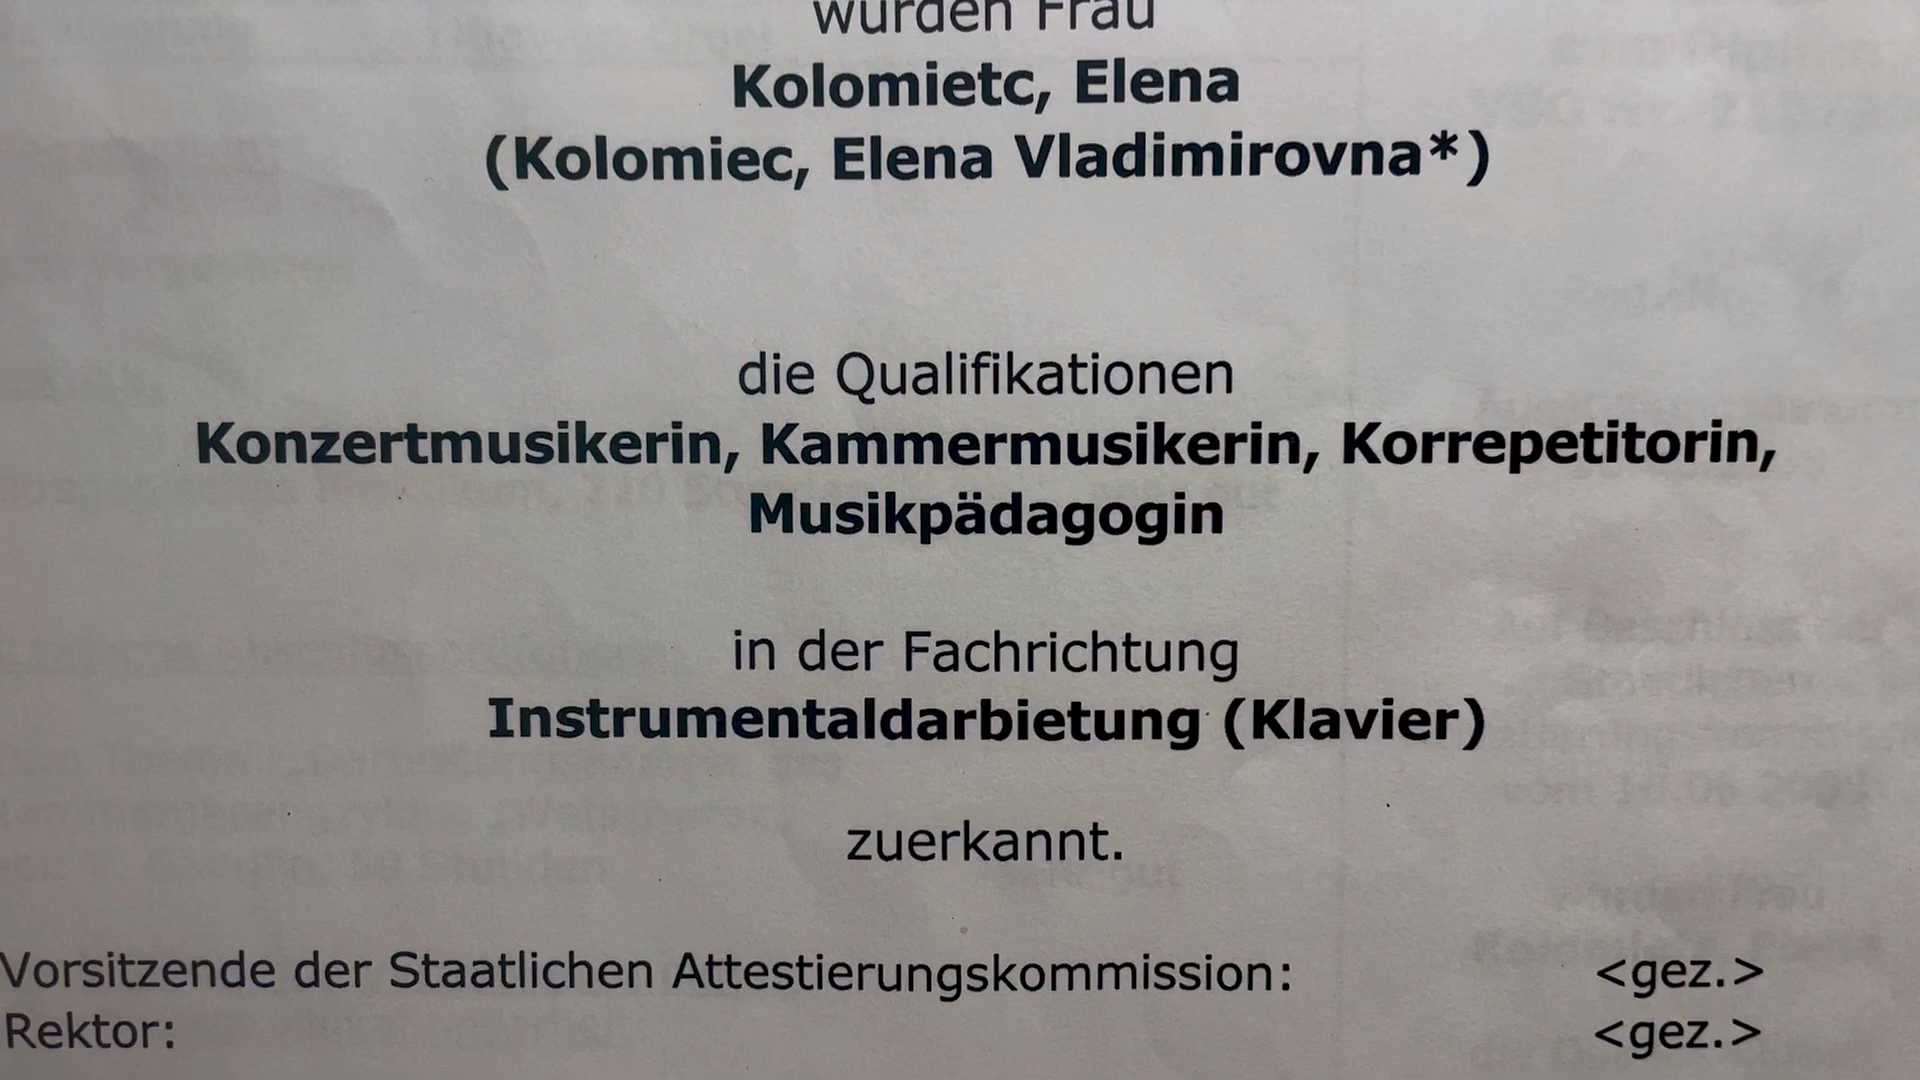 wurden Frau
Kolomietc, Elena
(Kolomiec, Elena Vladimirovna*)
die Qualifikationen
Konzertmusikerin, Kammermusikerin, Korrepetitorin,
Musikpädagogin
in der Fachrichtung
Instrumentaldarbietung (Klavier)
zuerkannt.
Vorsitzende der Staatlichen Attestierungskommission: <gez.>
Rektor: <gez.>